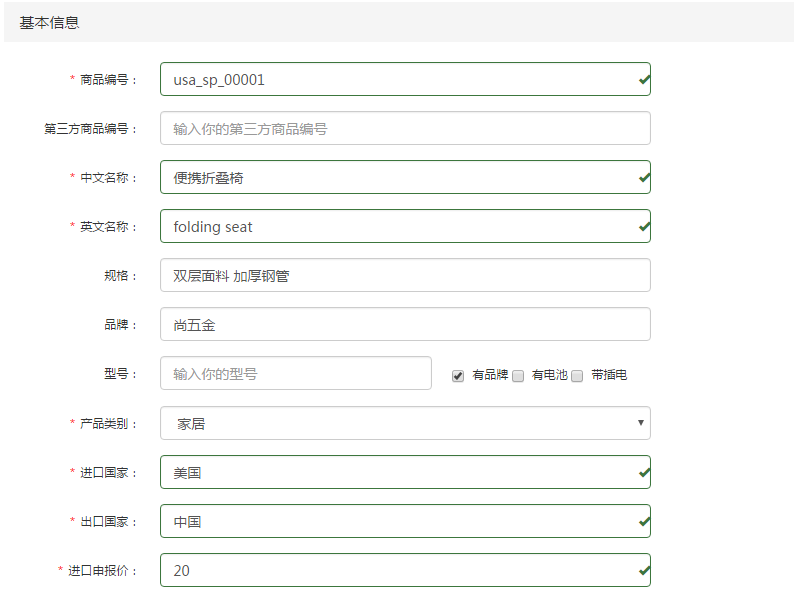 基本信息
* 商品编号： usa_sp_00001
第三方商品编号： 输入你的第三方商品编号
* 中文名称： 便携折叠椅
* 英文名称： folding seat
规格： 双层面料 加厚钢管
品牌： 尚五金
型号： 输入你的型号 有品牌 有电池 带插电
* 产品类别： 家居
* 进口国家： 美国
* 出口国家： 中国
* 进口申报价： 20